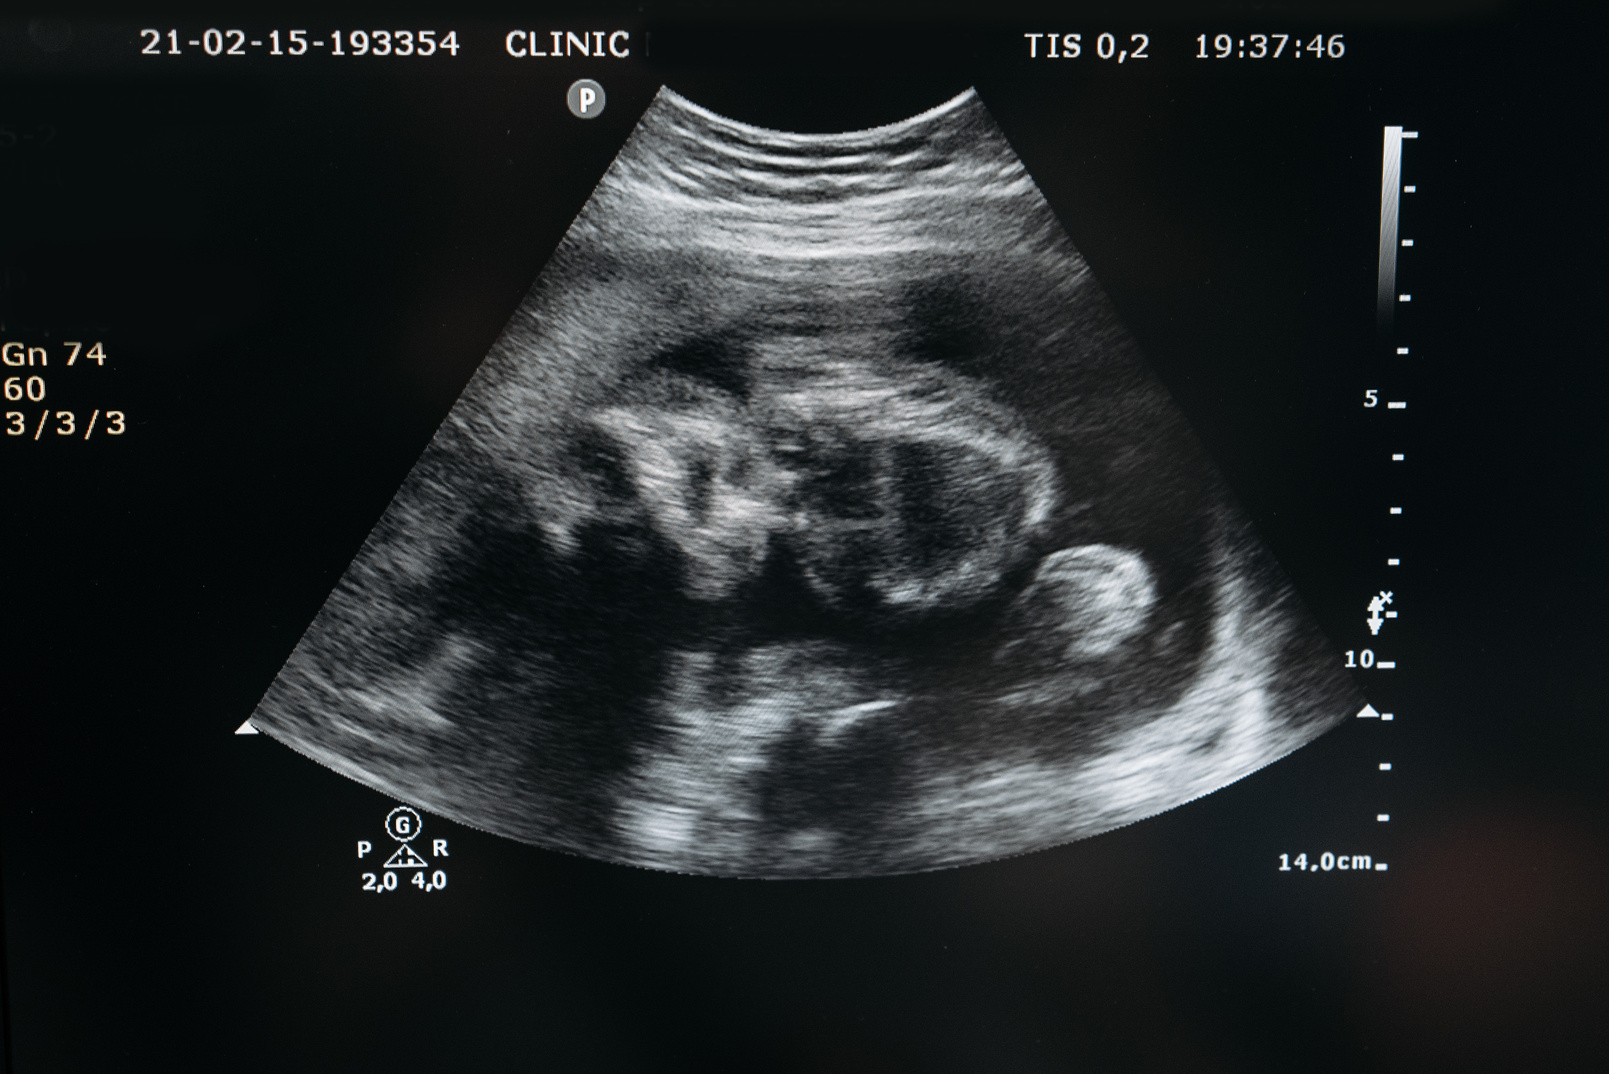 21-02-15-193354 CLINIC TIS 0,2 19:37:46
P
Gn 74
60
3/3/3
5
10
14,0cm
G
P R
2,0 4,0